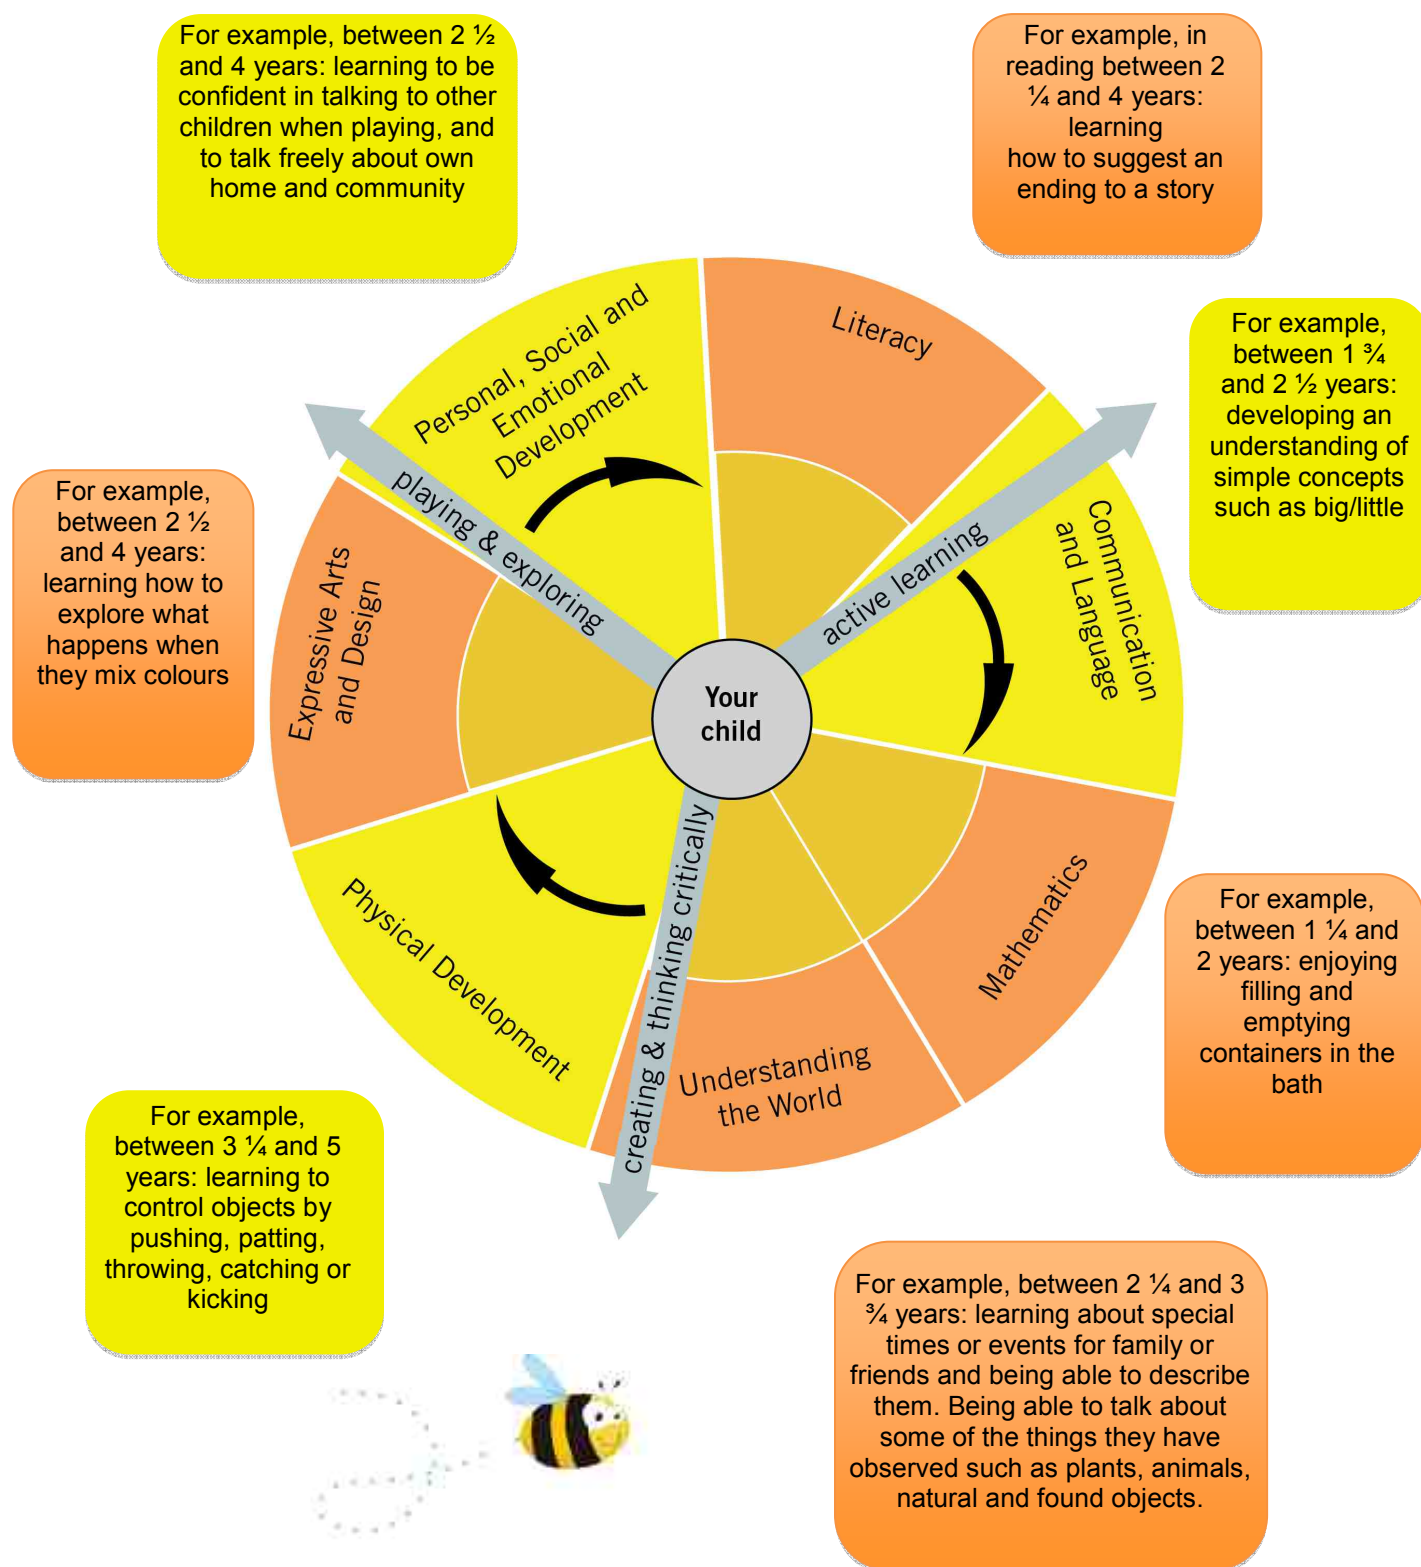 For example, between 2 ½
and 4 years: learning to be
confident in talking to other
children when playing, and
to talk freely about own
home and community
For example, in
reading between 2
¼ and 4 years:
learning
how to suggest an
ending to a story
For example,
between 1 ¾
and 2 ½ years:
developing an
understanding of
simple concepts
such as big/little
For example,
between 2 ½
and 4 years:
learning how to
explore what
happens when
they mix colours
Personal, Social and
Emotional
Development
Literacy
Communication
and Language
Expressive Arts
and Design
playing & exploring
active learning
Your
child
creating & thinking critically
Physical Development
Understanding
the World
Mathematics
For example,
between 1 ¼ and
2 years: enjoying
filling and
emptying
containers in the
bath
For example,
between 3 ¼ and 5
years: learning to
control objects by
pushing, patting,
throwing, catching or
kicking
For example, between 2 ¼ and 3
¾ years: learning about special
times or events for family or
friends and being able to describe
them. Being able to talk about
some of the things they have
observed such as plants, animals,
natural and found objects.